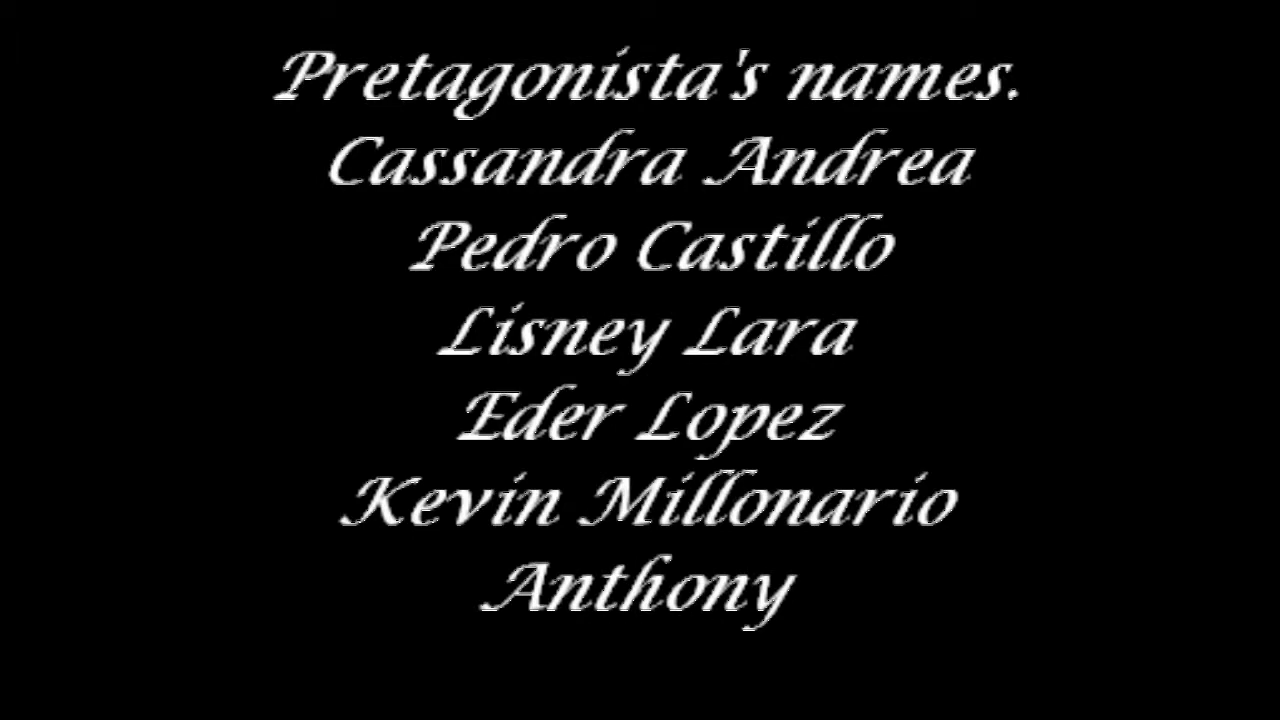 Pretagonista's names.
Cassandra Andrea
Pedro Castillo
Lisney Lara
Eder Lopez
Kevin Millonario
Anthony